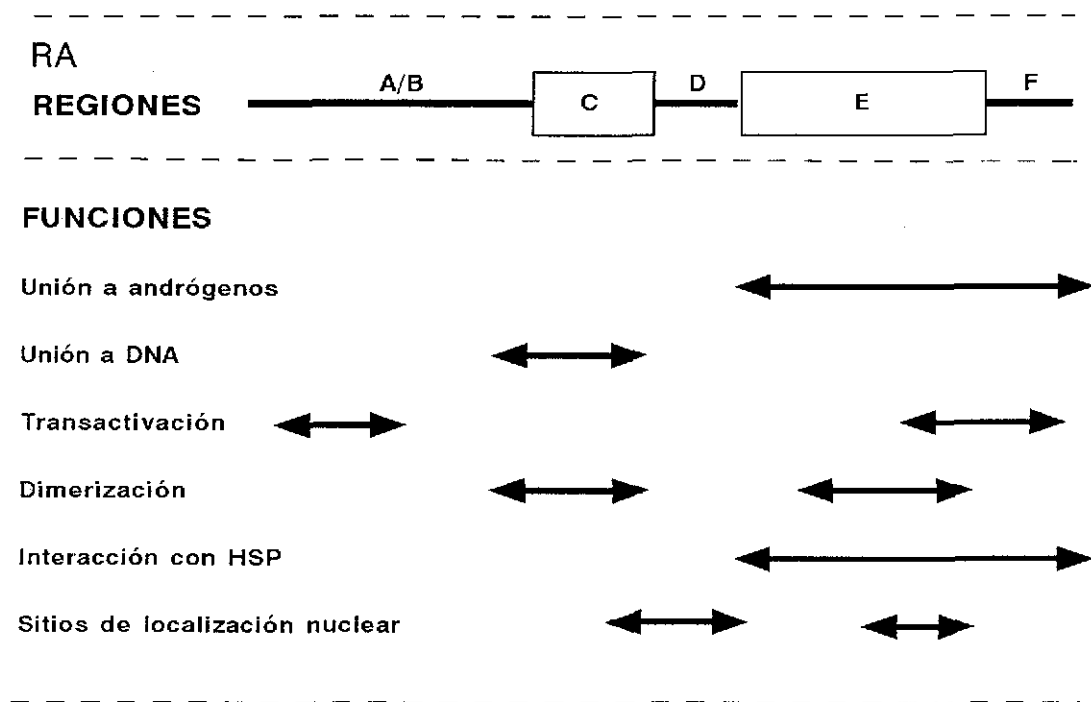 RA
REGIONES A/B C D E F
FUNCIONES
Unión a andrógenos
Unión a DNA
Transactivación
Dimerización
Interacción con HSP
Sitios de localización nuclear